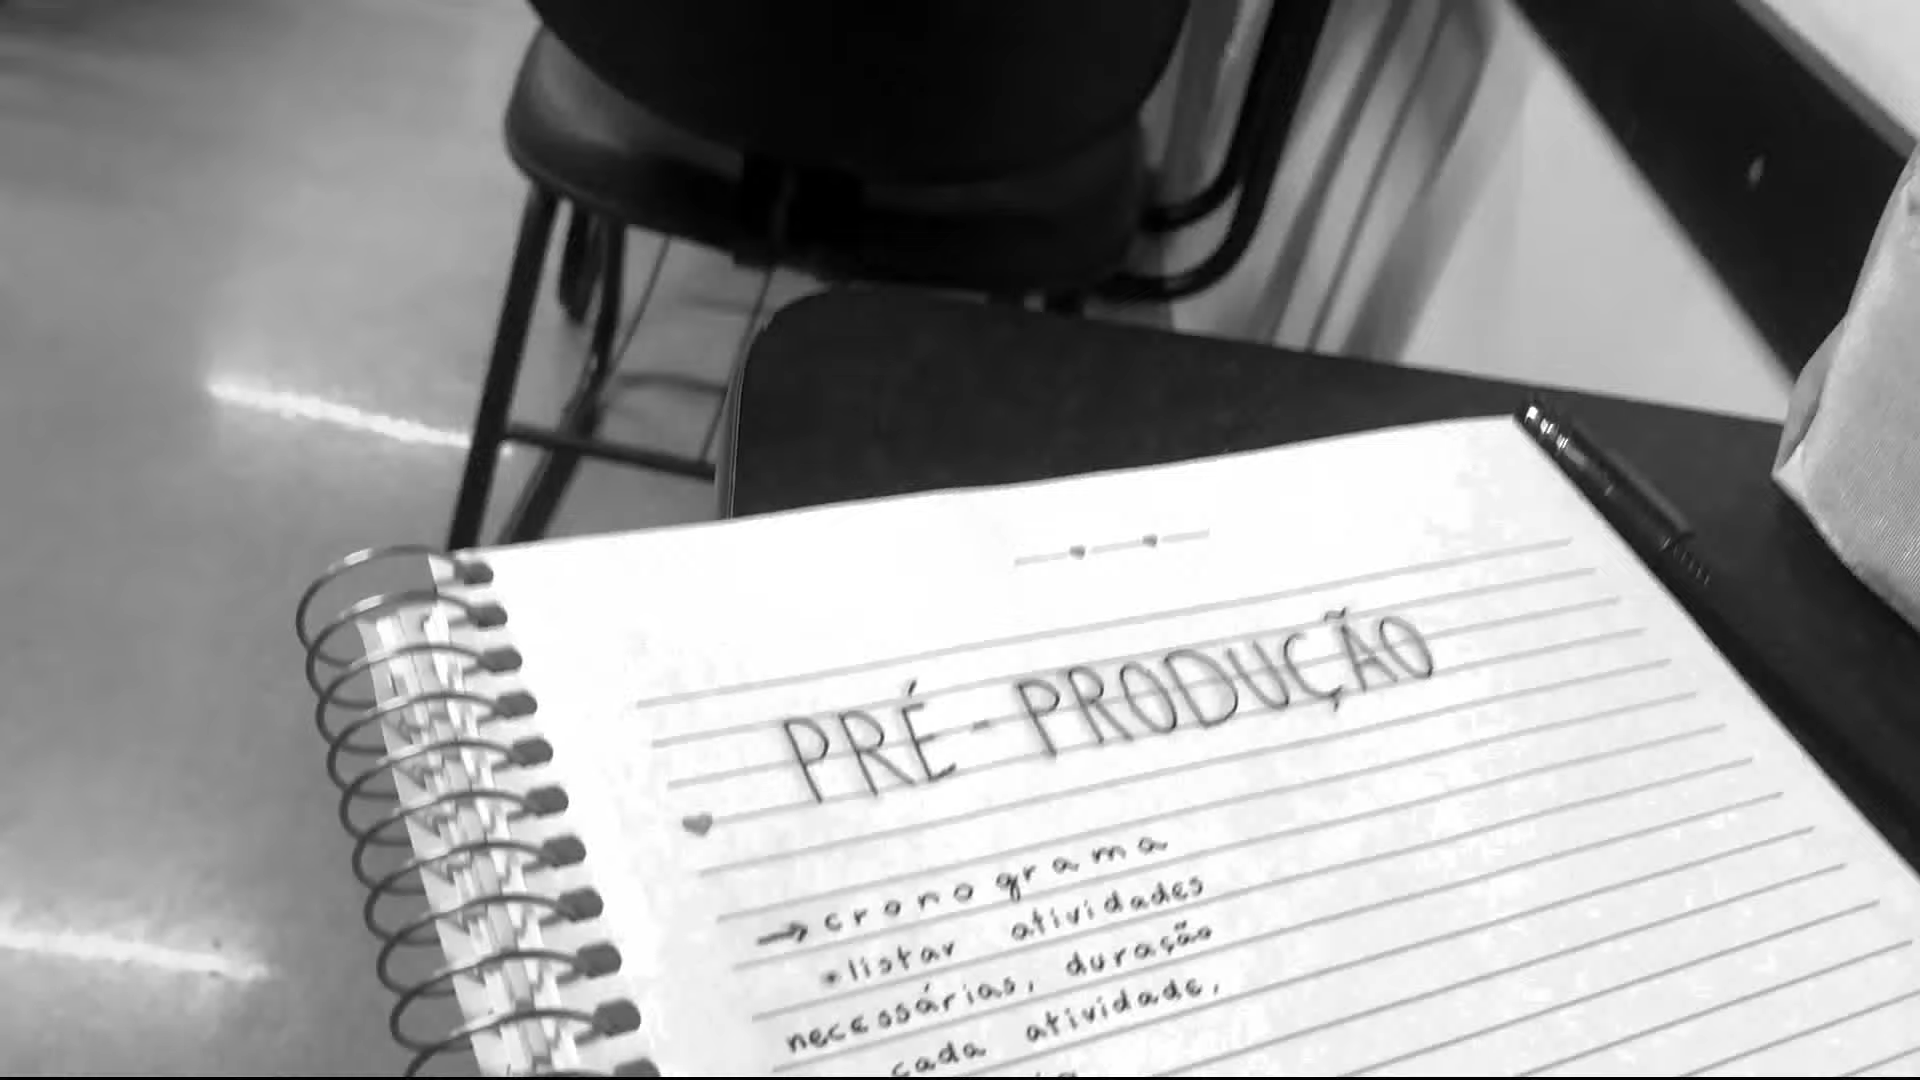 PRÉ-PRODUÇÃO
→ cronograma
•listar atividades
necessárias, duração
cada atividade,